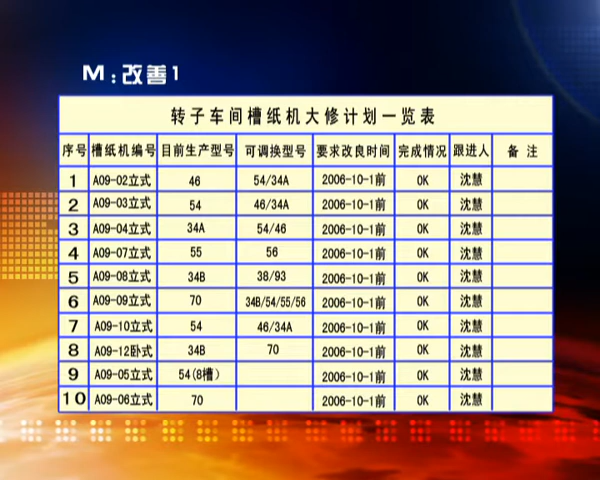 M：改善1
转子车间槽纸机大修计划一览表
序号 槽纸机编号 目前生产型号 可调换型号 要求改良时间 完成情况 跟进人 备注
1 A09-02立式 46 54/34A 2006-10-1前 OK 沈慧
2 A09-03立式 54 46/34A 2006-10-1前 OK 沈慧
3 A09-04立式 34A 54/46 2006-10-1前 OK 沈慧
4 A09-07立式 55 56 2006-10-1前 OK 沈慧
5 A09-08立式 34B 38/93 2006-10-1前 OK 沈慧
6 A09-09立式 70 34B/54/55/56 2006-10-1前 OK 沈慧
7 A09-10立式 54 46/34A 2006-10-1前 OK 沈慧
8 A09-12卧式 34B 70 2006-10-1前 OK 沈慧
9 A09-05立式 54(8槽) 2006-10-1前 OK 沈慧
10 A09-06立式 70 2006-10-1前 OK 沈慧